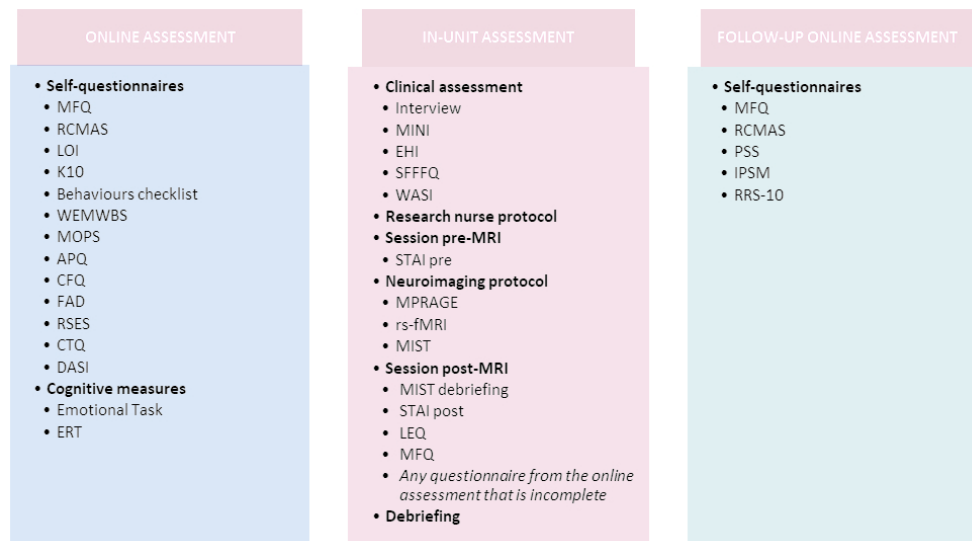 ONLINE ASSESSMENT
• Self-questionnaires
• MFQ
• RCMAS
• LOI
• K10
• Behaviours checklist
• WEMWBS
• MOPS
• APQ
• CFQ
• FAD
• RSES
• CTQ
• DASI
• Cognitive measures
• Emotional Task
• ERT
IN-UNIT ASSESSMENT
• Clinical assessment
• Interview
• MINI
• EHI
• SFFFQ
• WASI
• Research nurse protocol
• Session pre-MRI
• STAI pre
• Neuroimaging protocol
• MPRAGE
• rs-fMRI
• MIST
• Session post-MRI
• MIST debriefing
• STAI post
• LEQ
• MFQ
• Any questionnaire from the online
assessment that is incomplete
• Debriefing
FOLLOW-UP ONLINE ASSESSMENT
• Self-questionnaires
• MFQ
• RCMAS
• PSS
• IPSM
• RRS-10